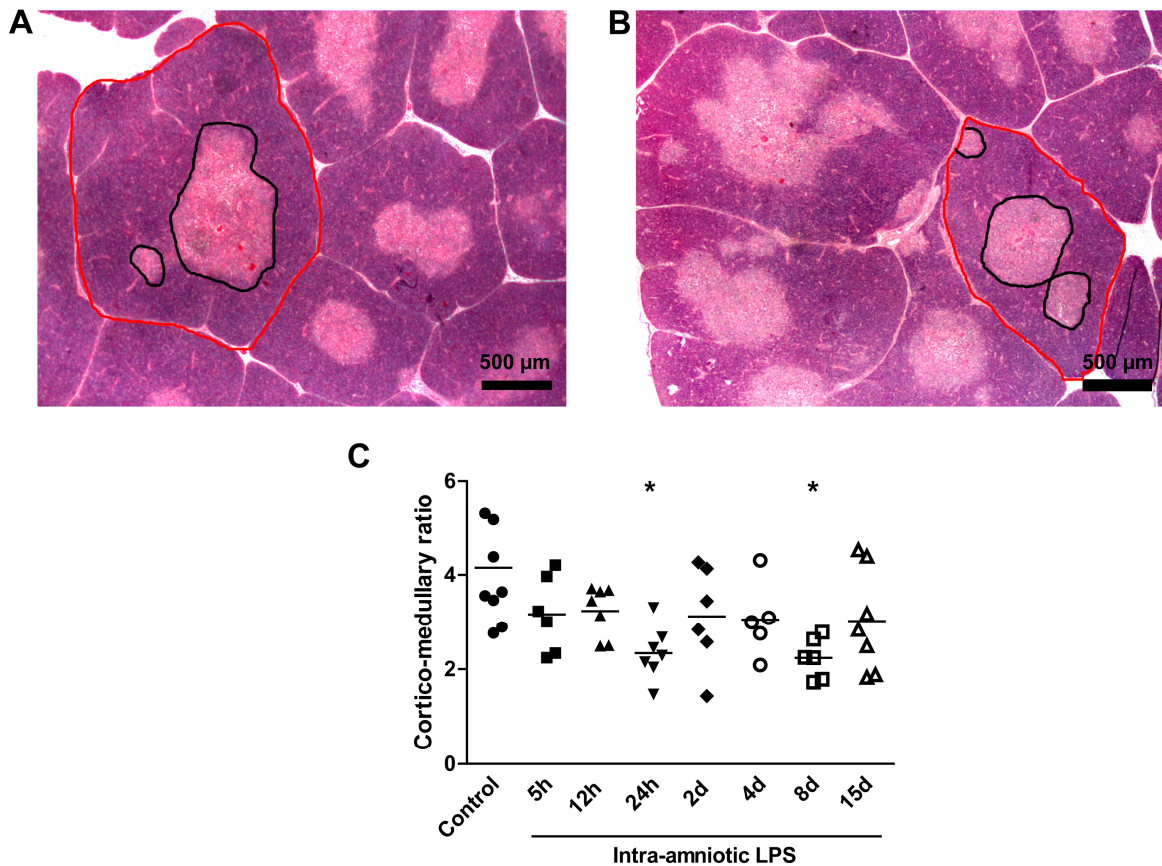 A
B
500 µm
500 µm
C
Cortico-medullary ratio
6
4
2
0
* *
Control 5h 12h 24h 2d 4d 8d 15d
Intra-amniotic LPS